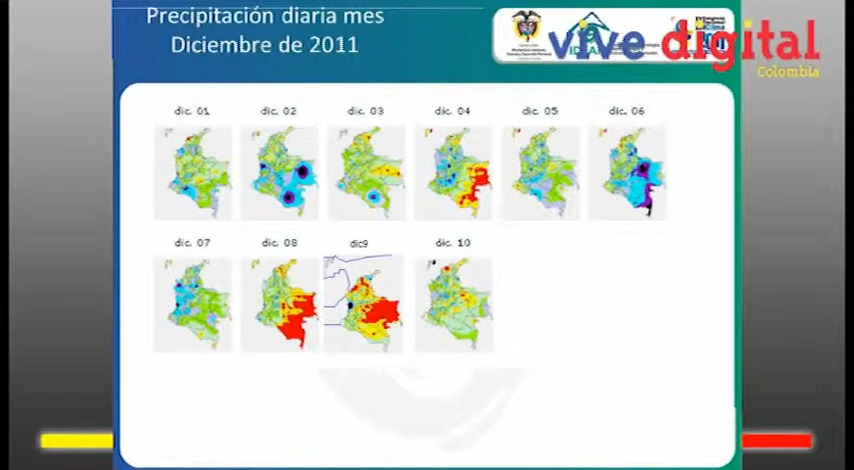 Precipitación diaria mes
Diciembre de 2011
vive digital
Colombia
dic. 01
dic. 02
dic. 03
dic. 04
dic. 05
dic. 06
dic. 07
dic. 08
dic9
dic. 10